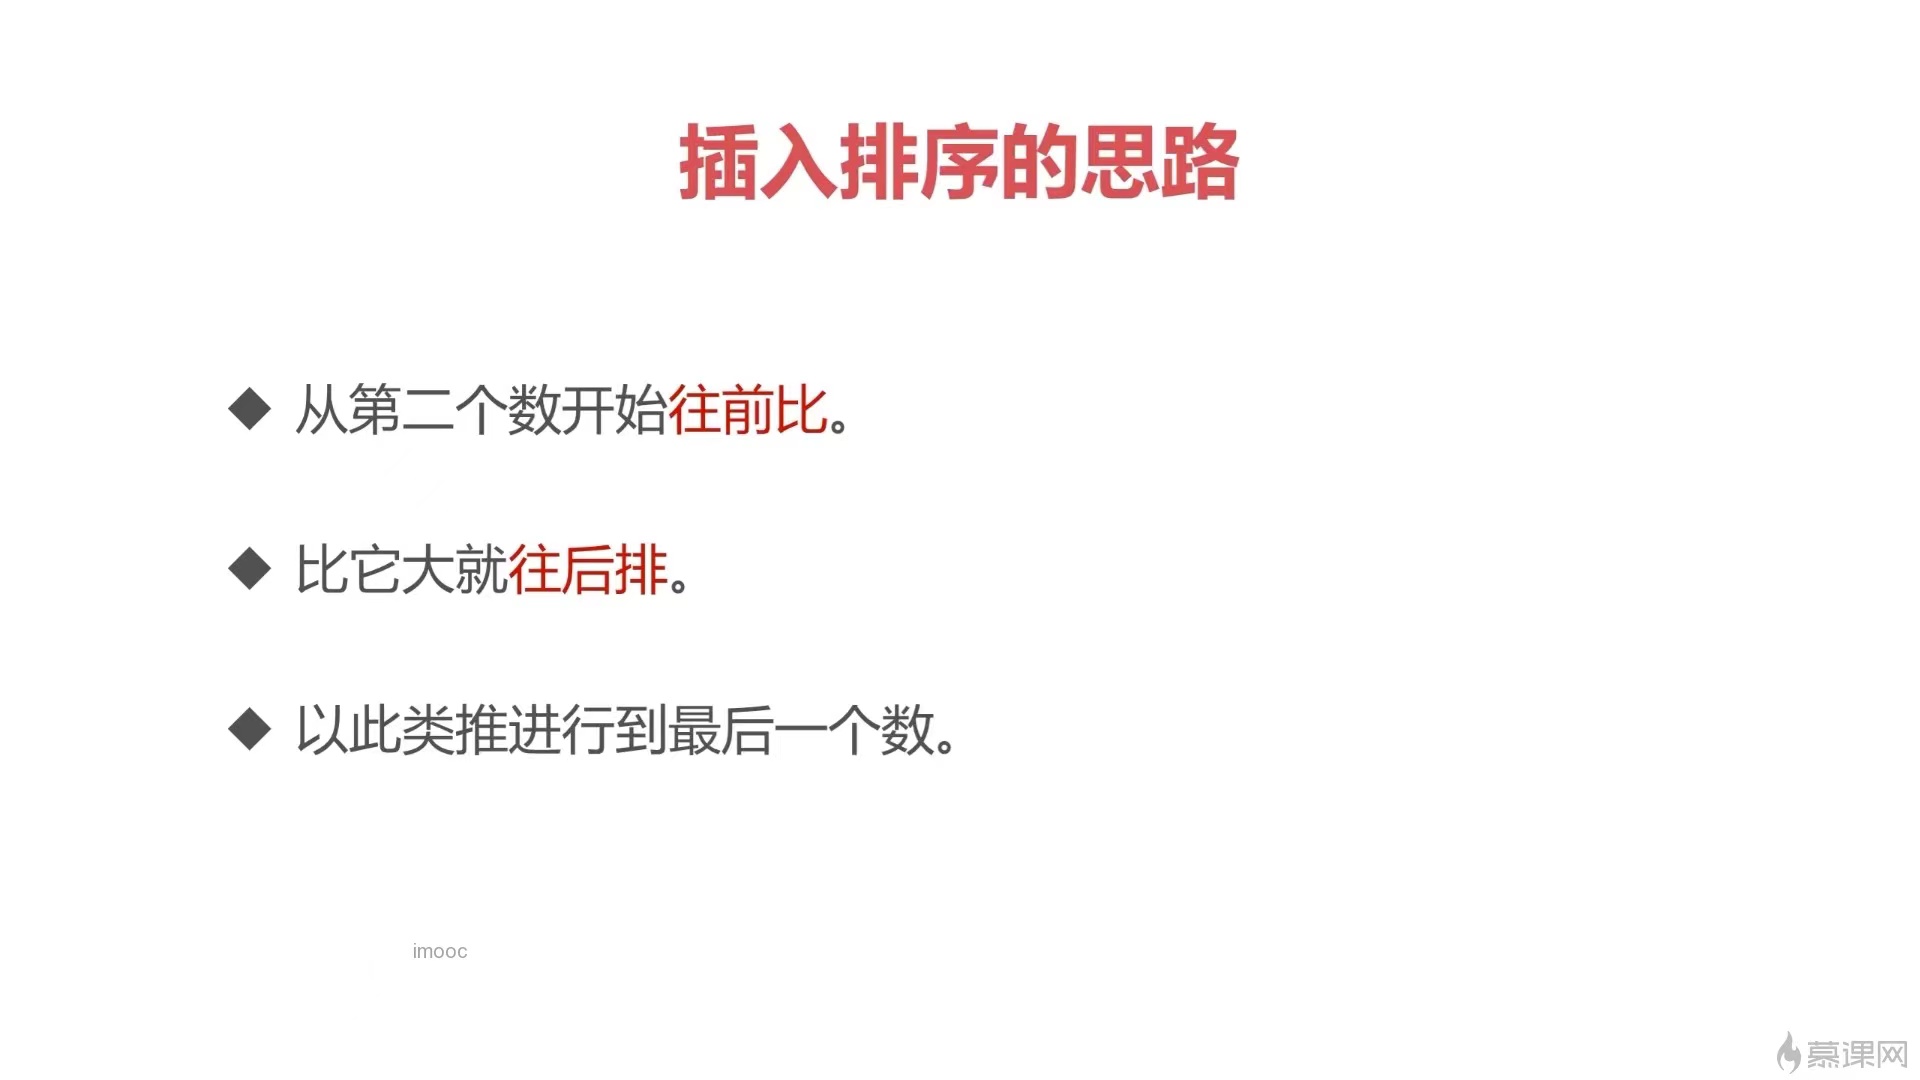 插入排序的思路
◆ 从第二个数开始往前比。
◆ 比它大就往后排。
◆ 以此类推进行到最后一个数。
imooc
慕课网